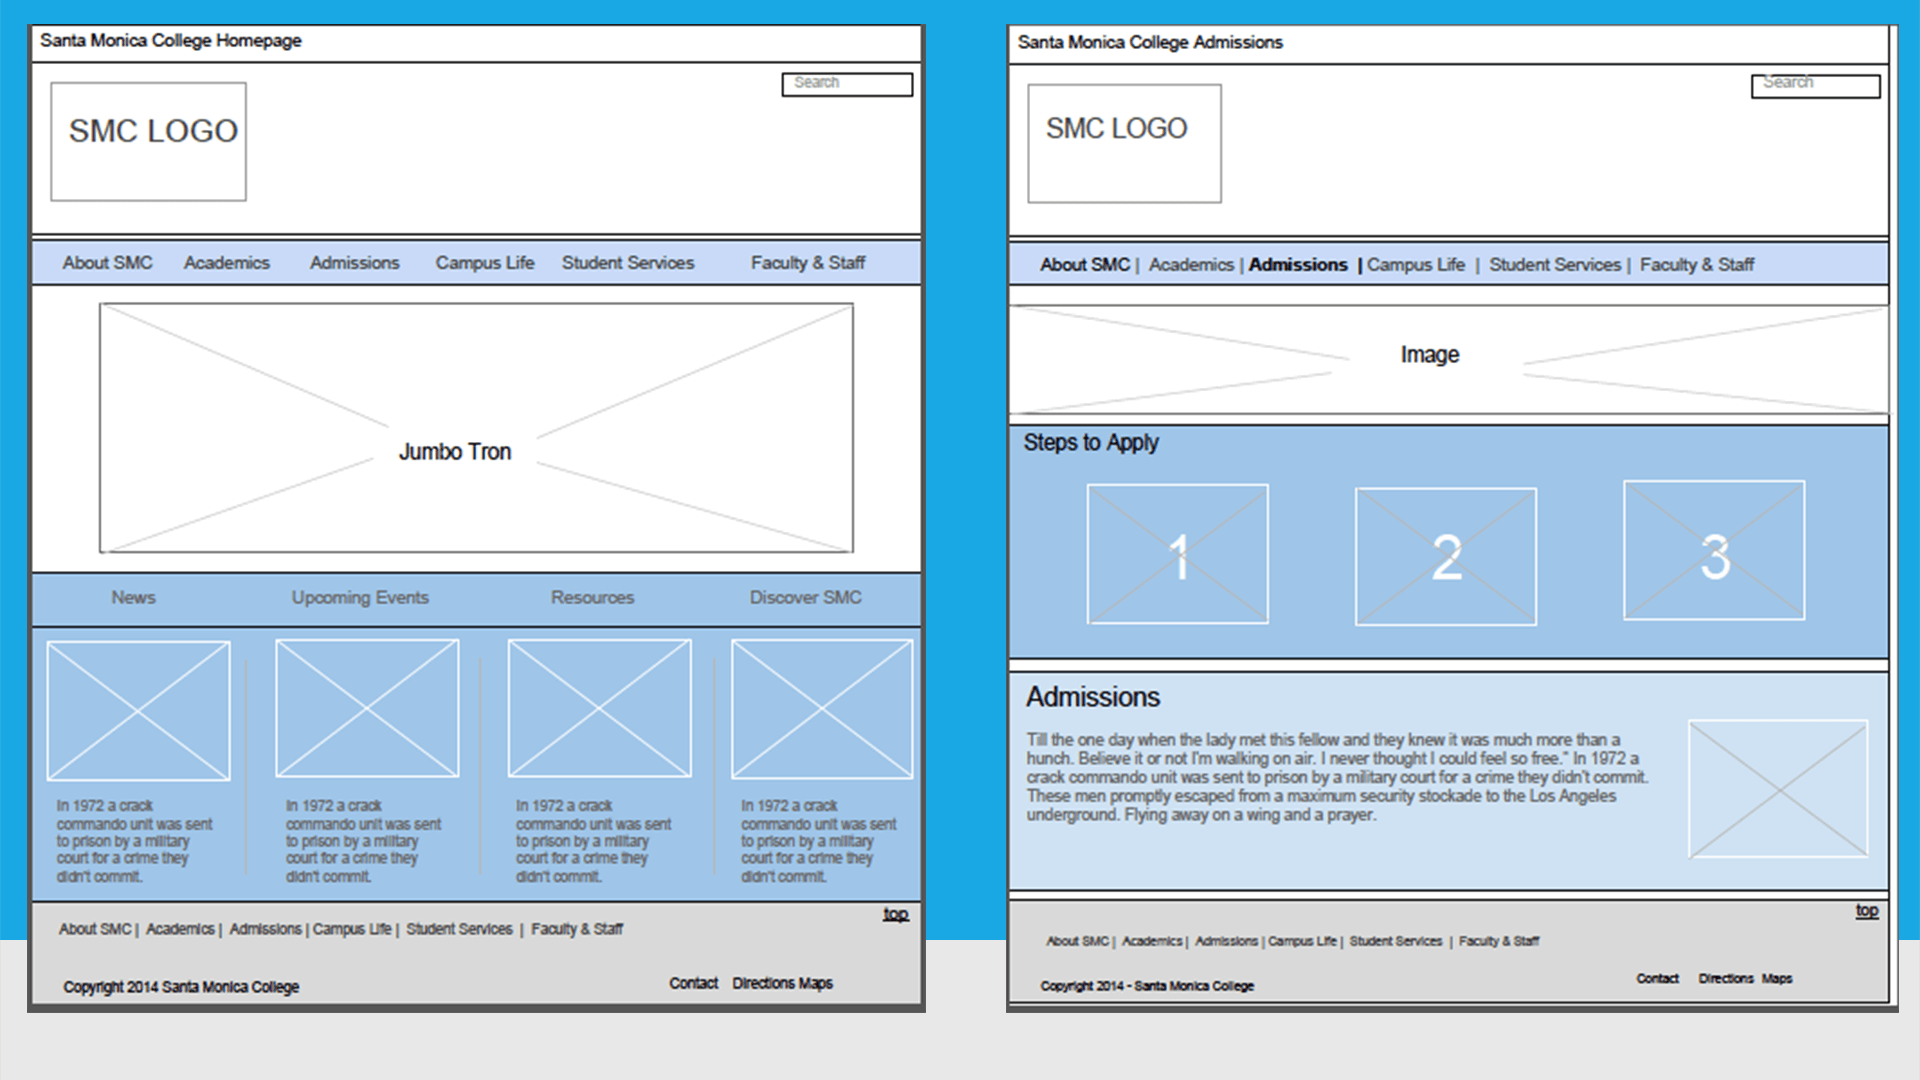 Santa Monica College Homepage
Search
SMC LOGO
About SMC Academics Admissions Campus Life Student Services Faculty & Staff
Jumbo Tron
News Upcoming Events Resources Discover SMC
In 1972 a crack
commando unit was sent
to prison by a military
court for a crime they
didn't commit.
In 1972 a crack
commando unit was sent
to prison by a military
court for a crime they
didn't commit.
In 1972 a crack
commando unit was sent
to prison by a military
court for a crime they
didn't commit.
In 1972 a crack
commando unit was sent
to prison by a military
court for a crime they
didn't commit.
top
About SMC | Academics | Admissions | Campus Life | Student Services | Faculty & Staff
Copyright 2014 Santa Monica College
Contact Directions Maps
Santa Monica College Admissions
Search
SMC LOGO
About SMC | Academics | Admissions | Campus Life | Student Services | Faculty & Staff
Image
Steps to Apply
1 2 3
Admissions
Till the one day when the lady met this fellow and they knew it was much more than a
hunch. Believe it or not I'm walking on air. I never thought I could feel so free." In 1972 a
crack commando unit was sent to prison by a military court for a crime they didn't commit.
These men promptly escaped from a maximum security stockade to the Los Angeles
underground. Flying away on a wing and a prayer.
top
About SMC | Academics | Admissions | Campus Life | Student Services | Faculty & Staff
Copyright 2014 - Santa Monica College
Contact Directions Maps